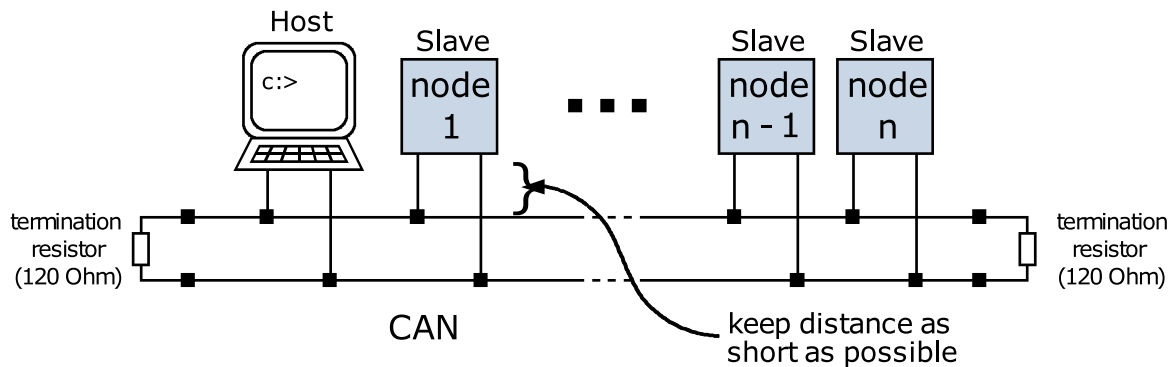 Host
c:>
Slave
node
1
Slave
node
n - 1
Slave
node
n
termination
resistor
(120 Ohm)
termination
resistor
(120 Ohm)
CAN
keep distance as
short as possible